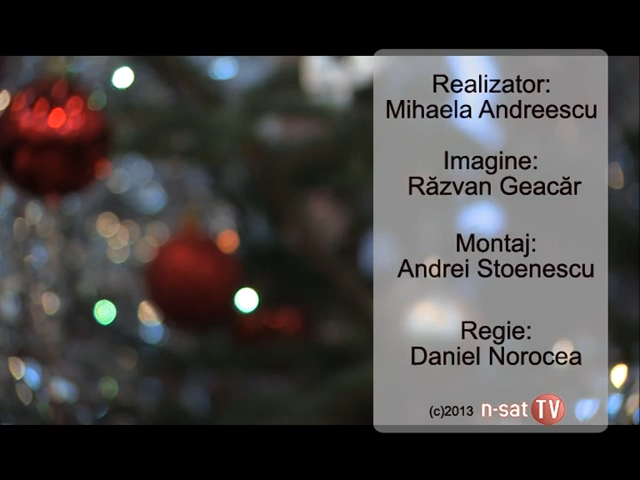 Realizator:
Mihaela Andreescu
Imagine:
Răzvan Geacăr
Montaj:
Andrei Stoenescu
Regie:
Daniel Norocea
(c)2013 n-sat TV